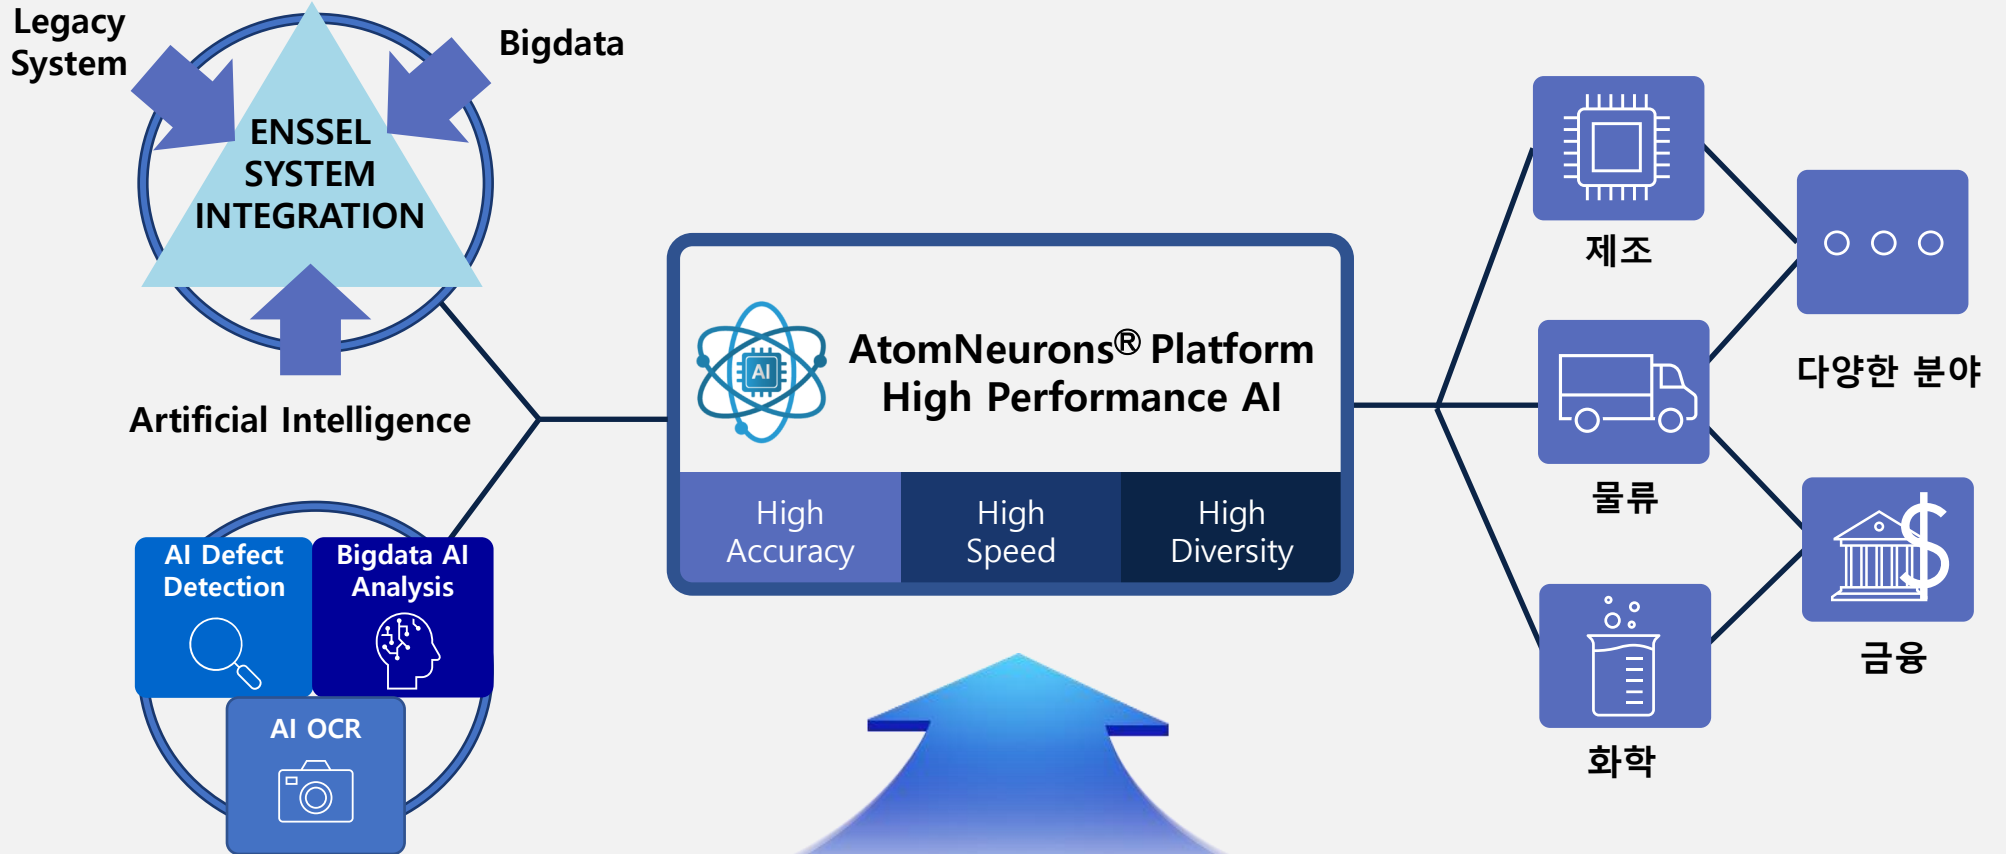 Legacy
System
Bigdata
ENSSEL
SYSTEM
INTEGRATION
Artificial Intelligence
AI Defect
Detection
Bigdata AI
Analysis
AI OCR
AI
AtomNeurons® Platform
High Performance AI
High
Accuracy
High
Speed
High
Diversity
제조
물류
화학
다양한 분야
금융